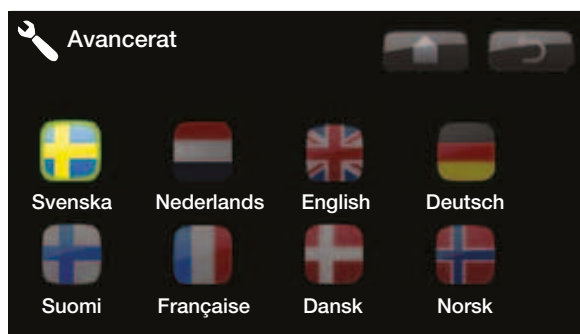 Avancerat
Svenska Nederlands English Deutsch
Suomi Française Dansk Norsk